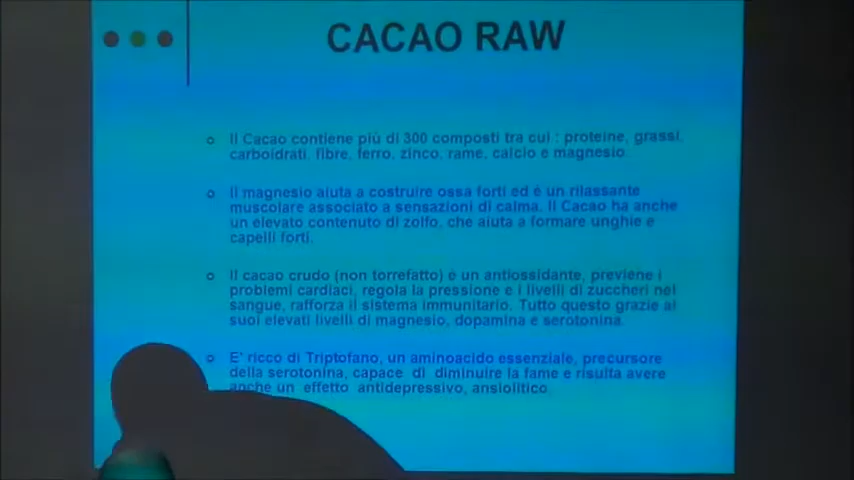 CACAO RAW
Il Cacao contiene più di 300 composti tra cui : proteine, grassi,
carboidrati, fibre, ferro, zinco, rame, calcio e magnesio.
Il magnesio aiuta a costruire ossa forti ed è un rilassante
muscolare associato a sensazioni di calma. Il Cacao ha anche
un elevato contenuto di zolfo, che aiuta a formare unghie e
capelli forti.
Il cacao crudo (non torrefatto) è un antiossidante, previene i
problemi cardiaci, regola la pressione e i livelli di zuccheri nel
sangue, rafforza il sistema immunitario. Tutto questo grazie ai
suoi elevati livelli di magnesio, dopamina e serotonina.
E' ricco di Triptofano, un aminoacido essenziale, precursore
della serotonina, capace di diminuire la fame e risulta avere
anche un effetto antidepressivo, ansiolitico.